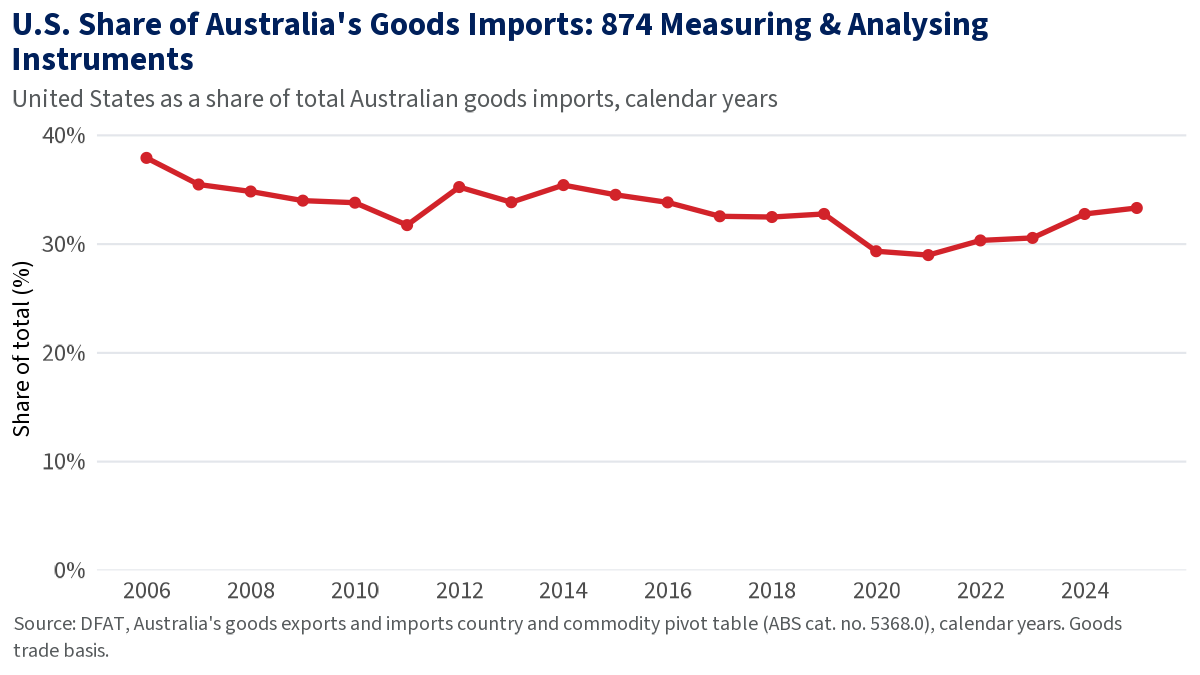 U.S. Share of Australia's Goods Imports: 874 Measuring & Analysing
Instruments
United States as a share of total Australian goods imports, calendar years
Share of total (%)
40%
30%
20%
10%
0%
2006 2008 2010 2012 2014 2016 2018 2020 2022 2024
Source: DFAT, Australia's goods exports and imports country and commodity pivot table (ABS cat. no. 5368.0), calendar years. Goods
trade basis.